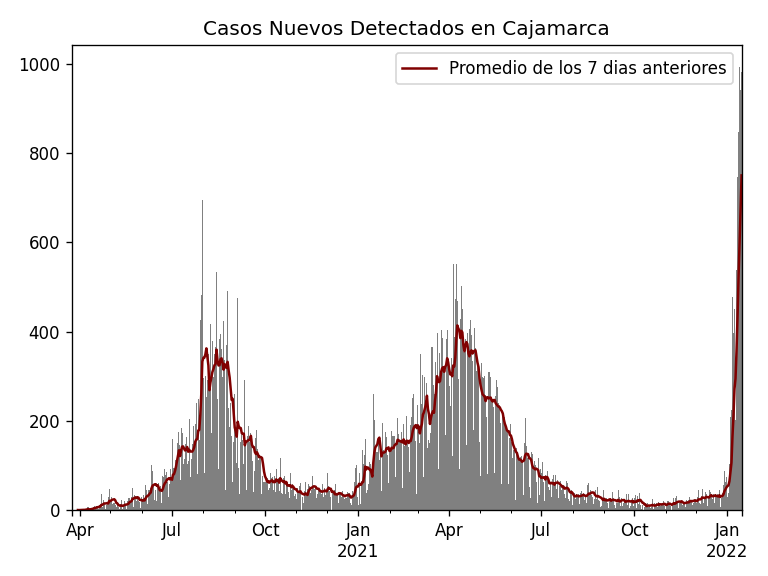 Casos Nuevos Detectados en Cajamarca
Promedio de los 7 dias anteriores
1000
800
600
400
200
0
Apr Jul Oct Jan Apr Jul Oct Jan
2021 2022